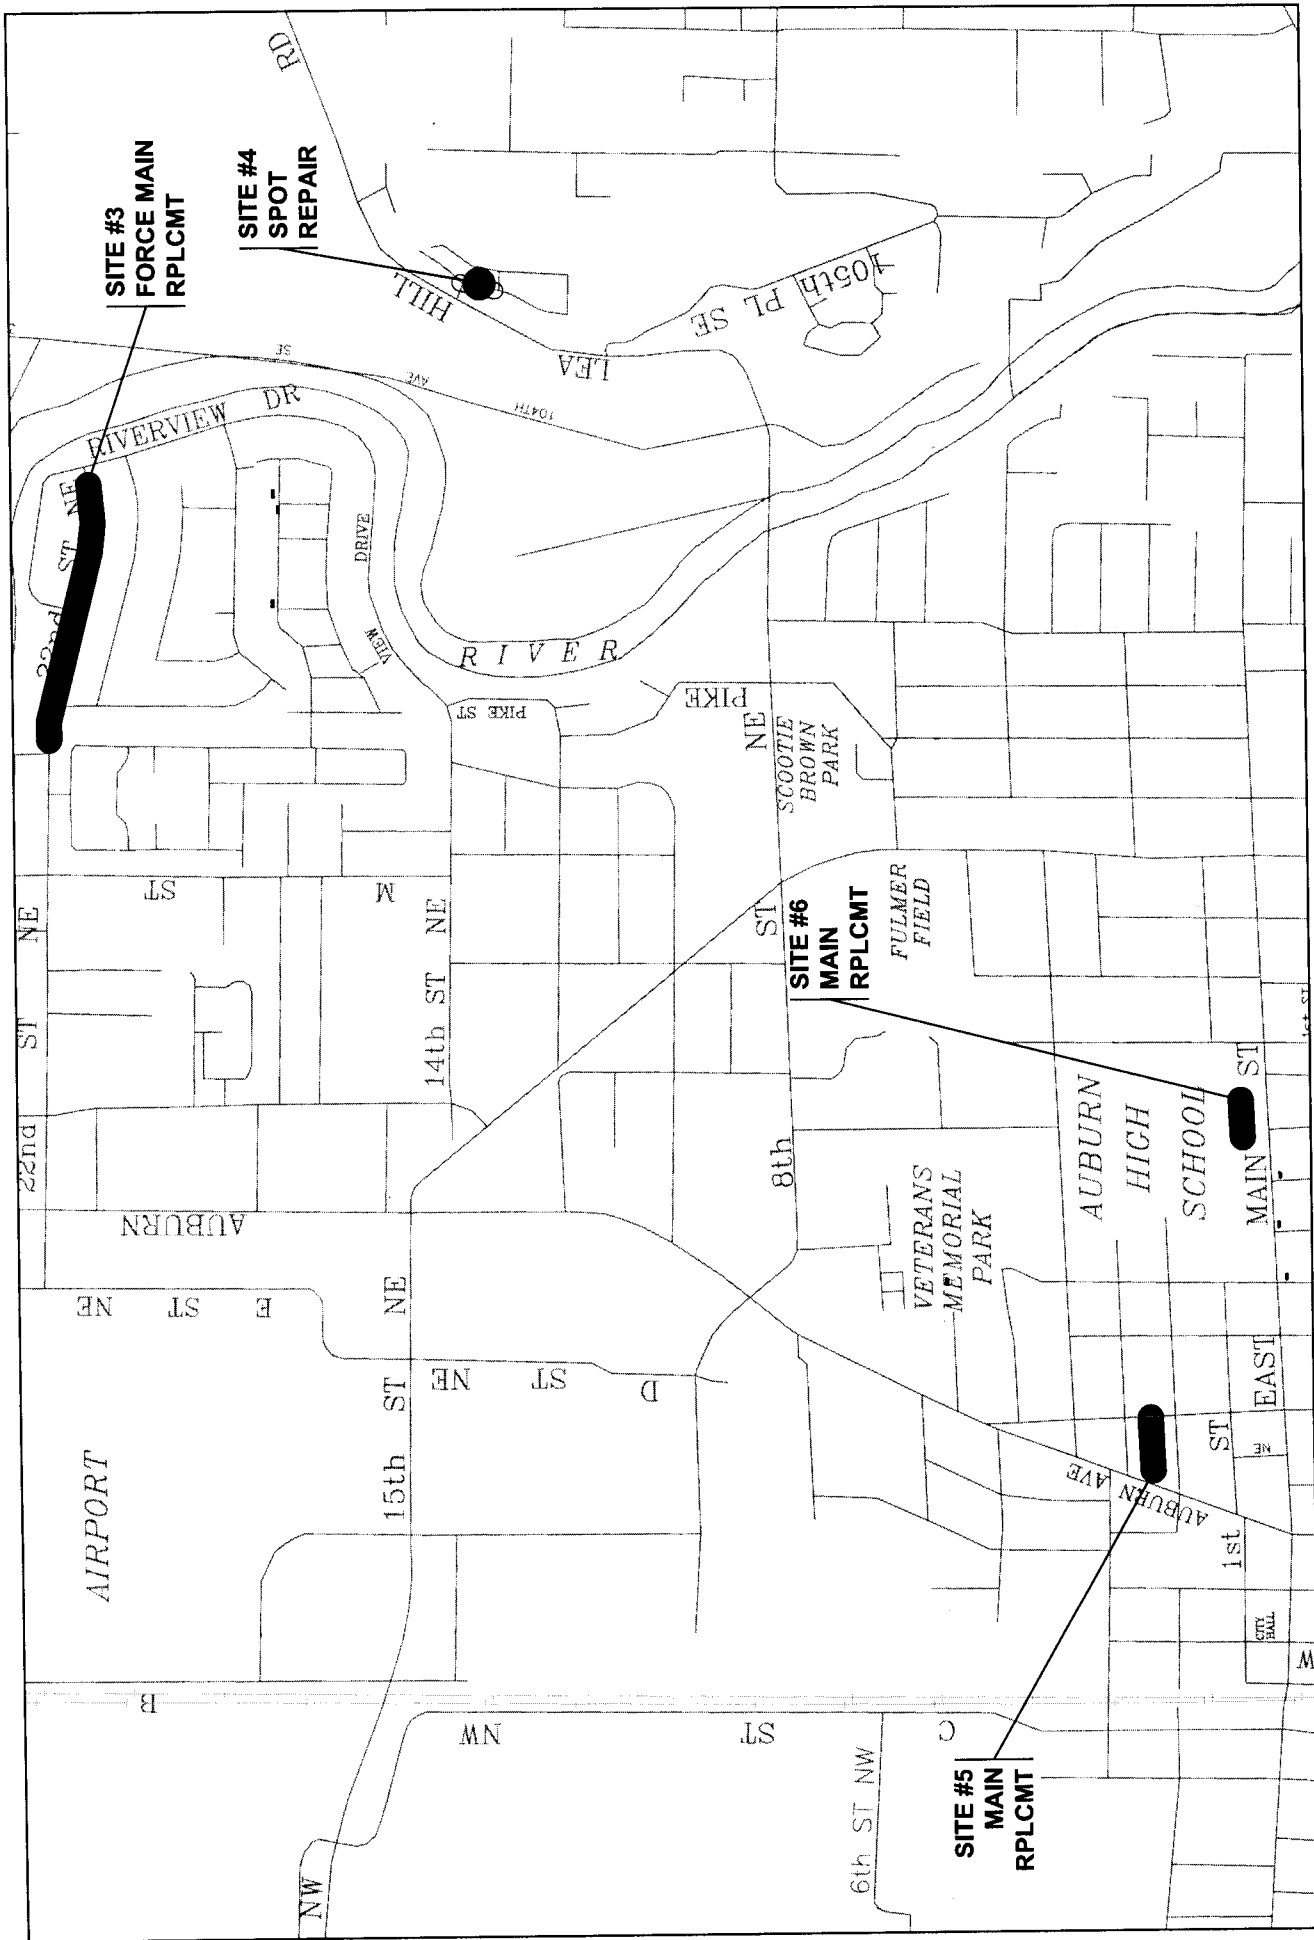 SITE #3
FORCE MAIN
RPLCMT
SITE #4
SPOT
REPAIR
RD
HILL
LEA
105th PL SE
SE
AVE
104TH
RIVERVIEW DR
22nd ST NE
DRIVE
VIEW
RIVER
PIKE ST
PIKE
NE
SCOOTIE
BROWN
PARK
22nd ST NE
M ST
14th ST NE
ST
FULMER
FIELD
SITE #6
MAIN
RPLCMT
8th
AUBURN
HIGH
SCHOOL
MAIN ST
1st ST
AUBURN
E ST NE
VETERANS
MEMORIAL
PARK
15th ST NE
D ST NE
AIRPORT
EAST
ST
NE
AUBURN AVE
1st
CITY
HALL
W
B
C ST NW
NW
6th ST NW
SITE #5
MAIN
RPLCMT